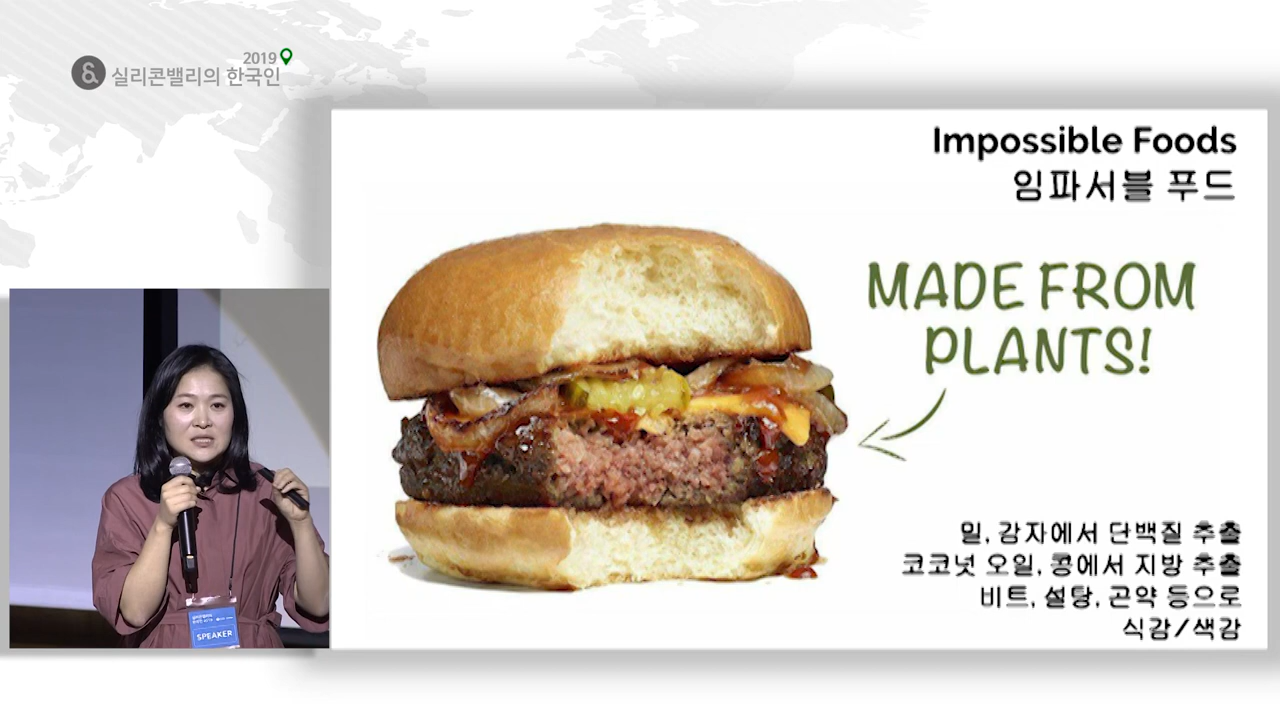 2019
& 실리콘밸리의 한국인
Impossible Foods
임파서블 푸드
MADE FROM
PLANTS!
밀, 감자에서 단백질 추출
코코넛 오일, 콩에서 지방 추출
비트, 설탕, 곤약 등으로
식감/색감
SPEAKER